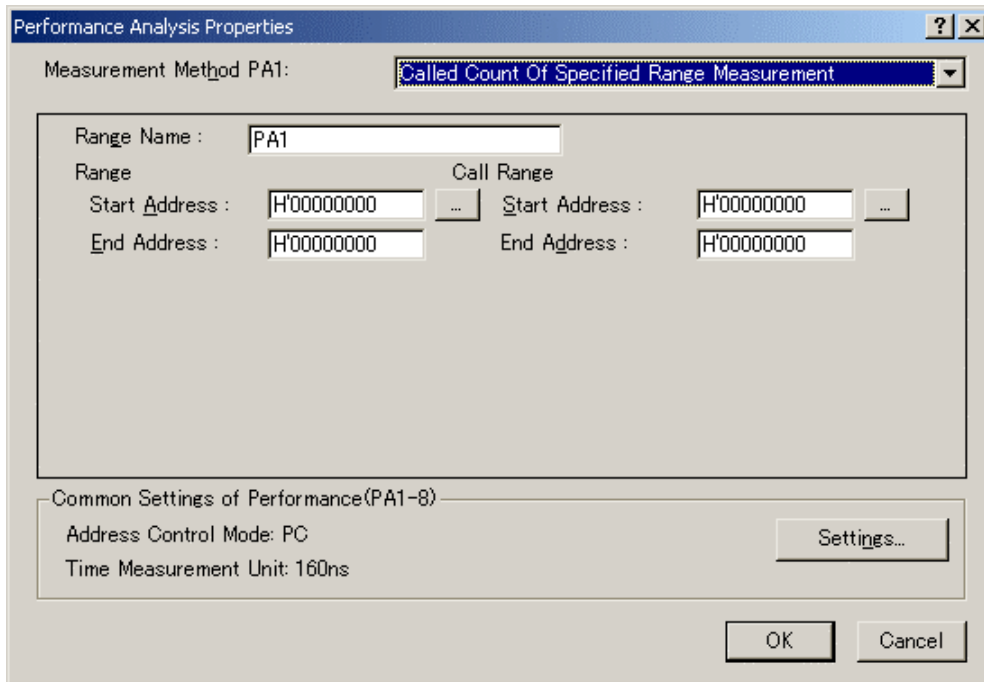 Performance Analysis Properties
Measurement Method PA1: Called Count Of Specified Range Measurement
Range Name : PA1
Range Call Range
Start Address : H'00000000 ... Start Address : H'00000000 ...
End Address : H'00000000 End Address : H'00000000
Common Settings of Performance(PA1-8)
Address Control Mode: PC
Settings...
Time Measurement Unit: 160ns
OK Cancel